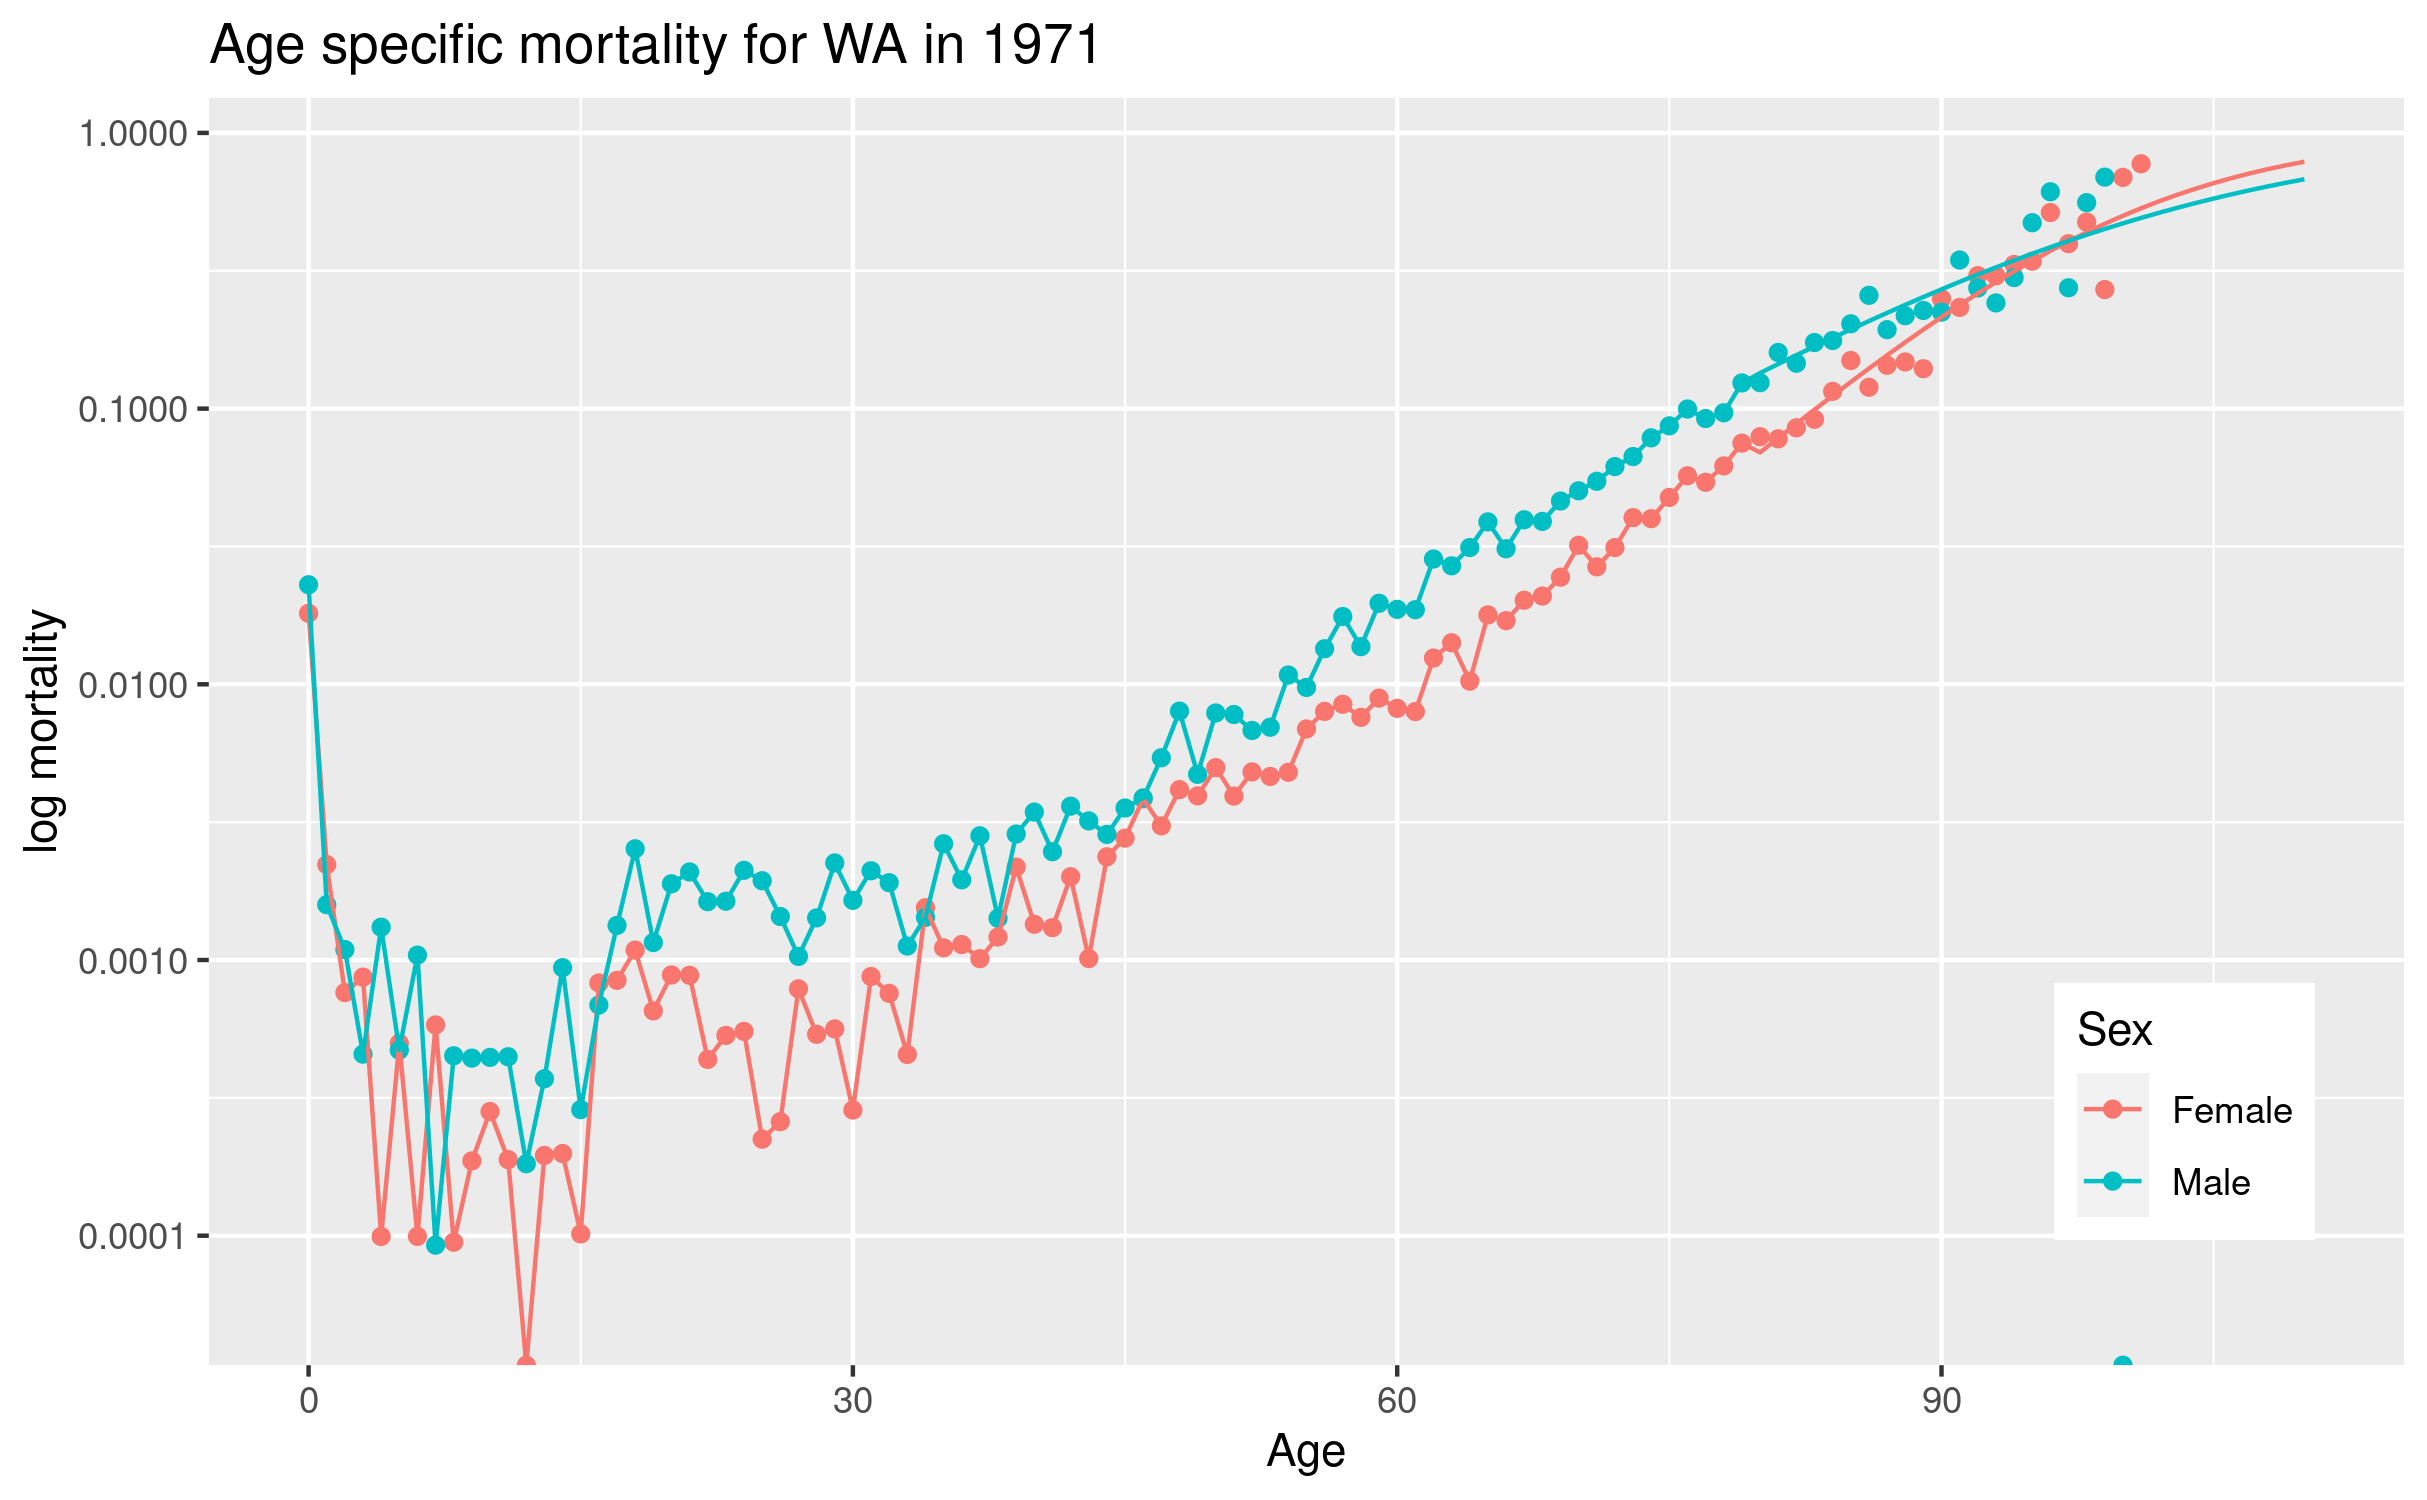 Age specific mortality for WA in 1971
1.0000
0.1000
0.0100
0.0010
0.0001
log mortality
0
30
60
90
Age
Sex
Female
Male